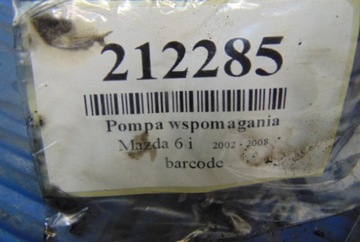 212285
Pompa wspomagania
Mazda 6 i 2002 - 2008
barcode